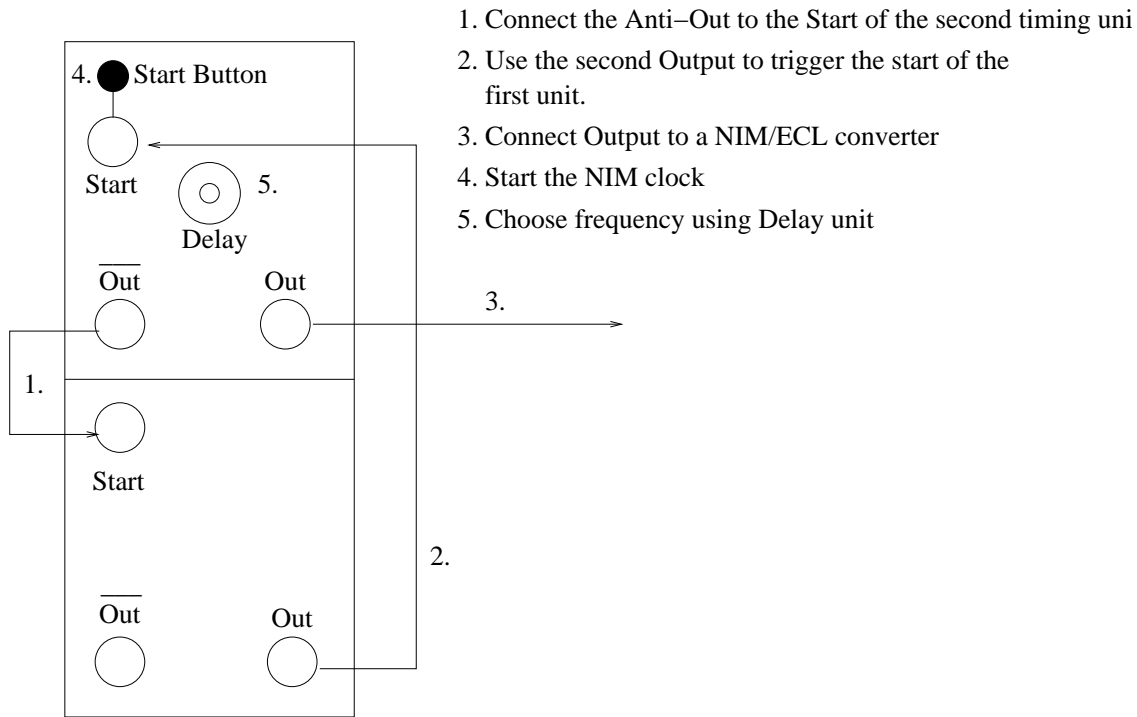 1. Connect the Anti−Out to the Start of the second timing uni
2. Use the second Output to trigger the start of the
first unit.
3. Connect Output to a NIM/ECL converter
4. Start the NIM clock
5. Choose frequency using Delay unit
4. Start Button
Start
5.
Delay
Out
Out
3.
1.
Start
2.
Out
Out